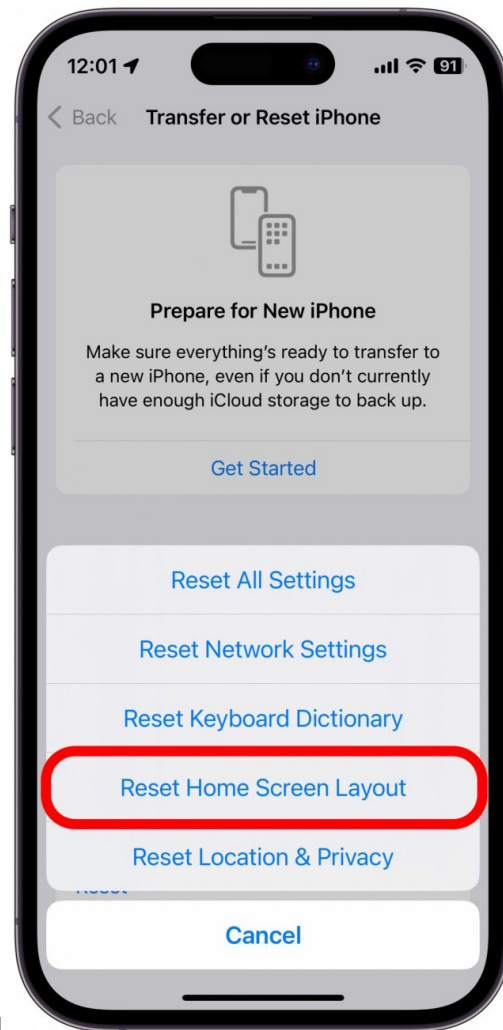 12:01
91
Back
Transfer or Reset iPhone
Prepare for New iPhone
Make sure everything's ready to transfer to
a new iPhone, even if you don't currently
have enough iCloud storage to back up.
Get Started
Reset All Settings
Reset Network Settings
Reset Keyboard Dictionary
Reset Home Screen Layout
Reset Location & Privacy
Reset
Cancel